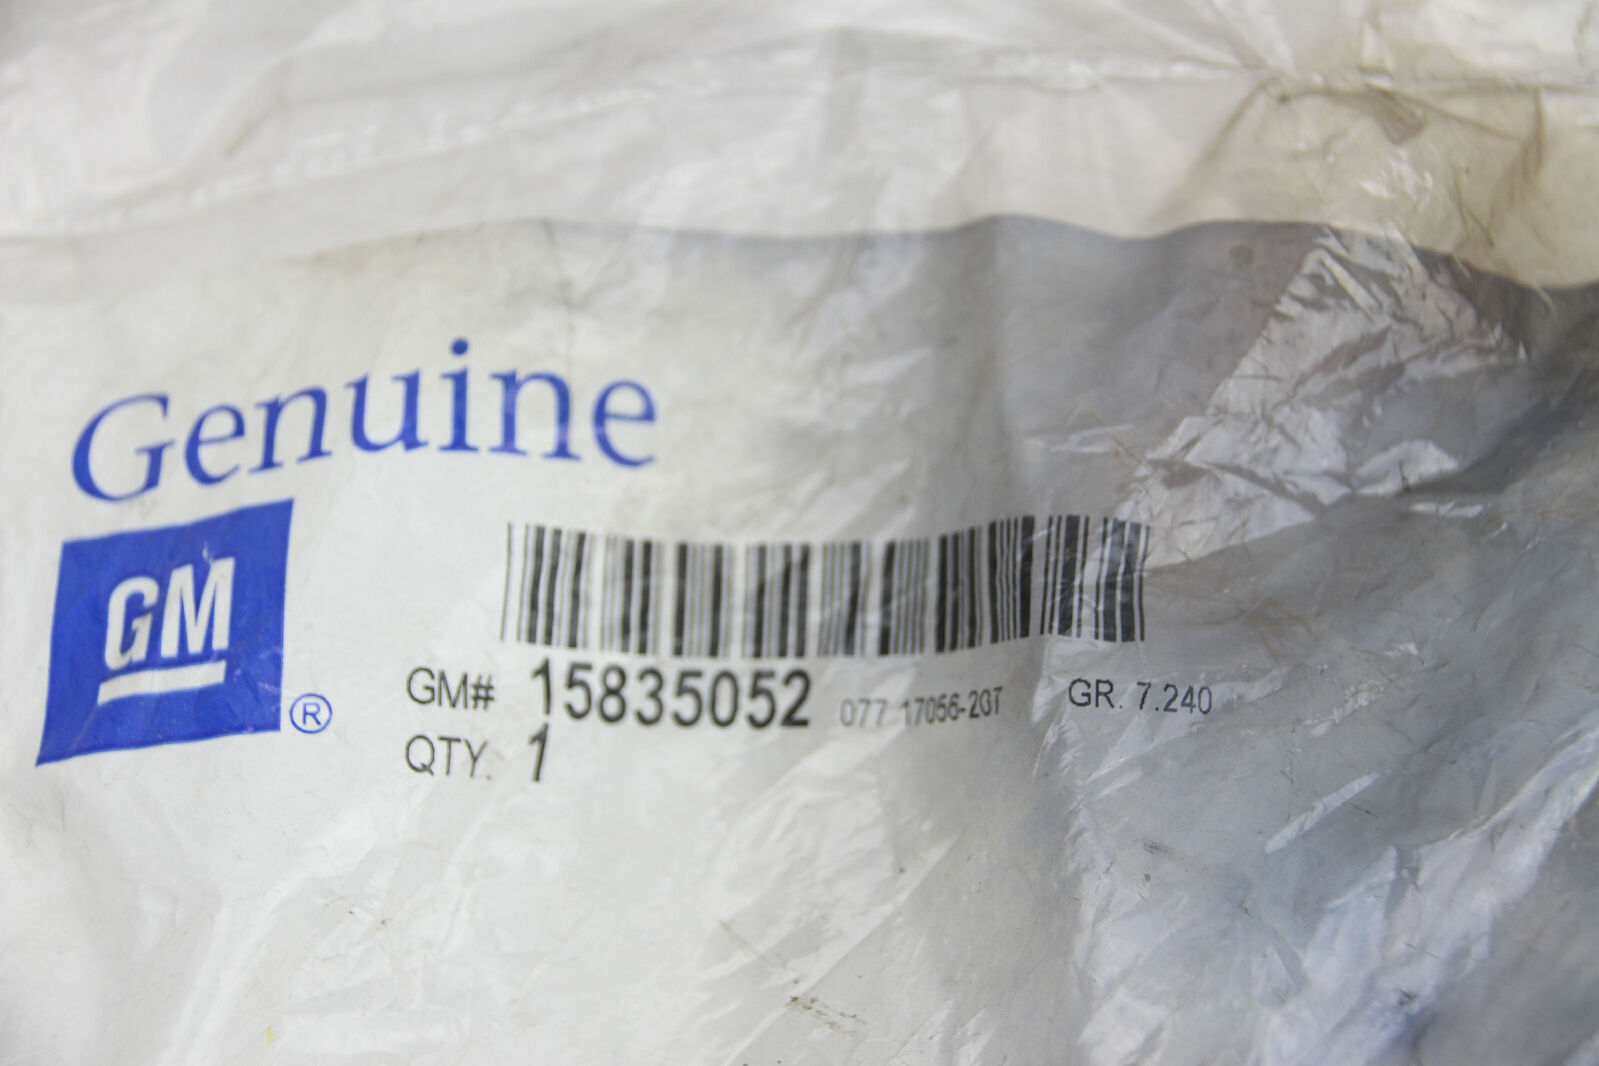 Genuine
GM
®
GM# 15835052 077 17056-207 GR. 7.240
QTY. 1